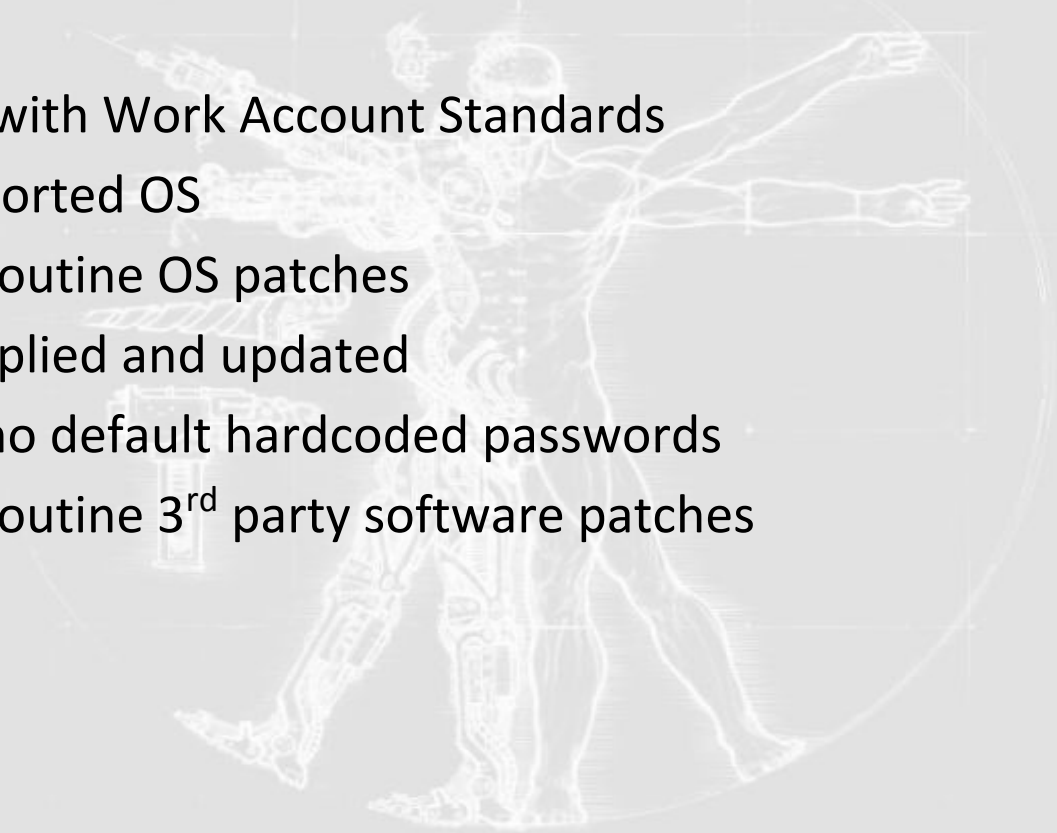 with Work Account Standards
orted OS
outine OS patches
plied and updated
no default hardcoded passwords
outine 3rd party software patches